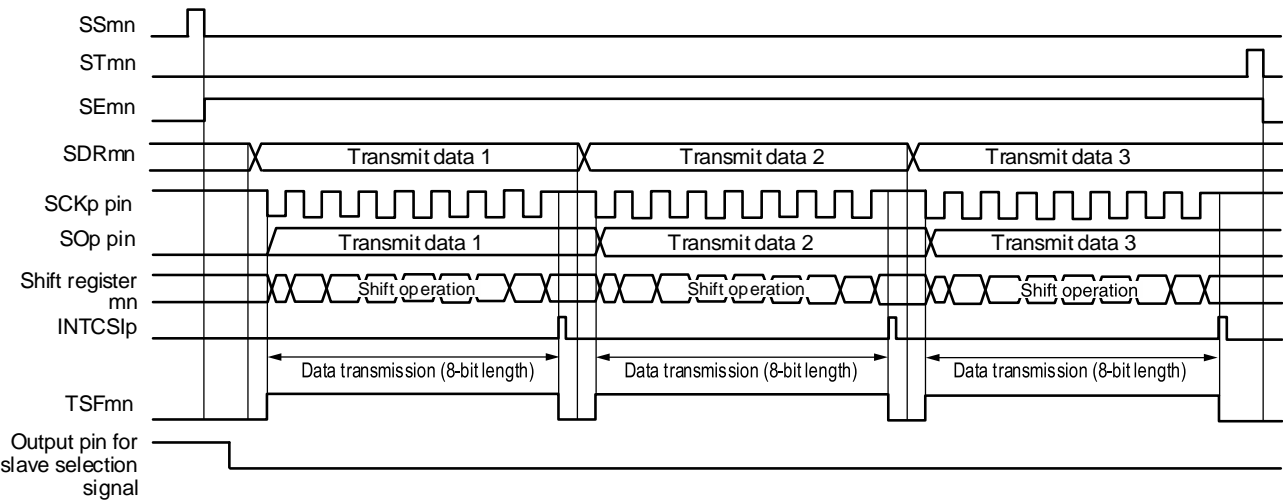 SSmn
STmn
SEmn
SDRmn Transmit data 1 Transmit data 2 Transmit data 3
SCKp pin
SOp pin Transmit data 1 Transmit data 2 Transmit data 3
Shift register
mn
Shift operation Shift operation Shift operation
INTCSIp
Data transmission (8-bit length) Data transmission (8-bit length) Data transmission (8-bit length)
TSFmn
Output pin for
slave selection
signal